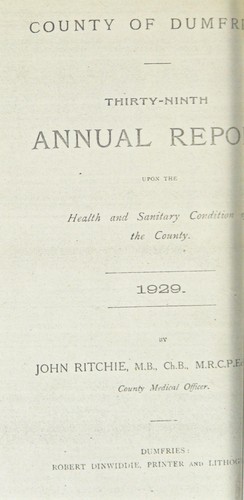 COUNTY OF DUMFRI
THIRTY-NINTH
ANNUAL REPO
UPON THE
Health and Sanitary Condition
the County.
1929.
BY
JOHN RITCHIE, M.B., Ch.B., M.R.C.P.E
County Medical Officer.
DUMFRIES:
ROBERT DINWIDDIE, PRINTER AND LITHOG